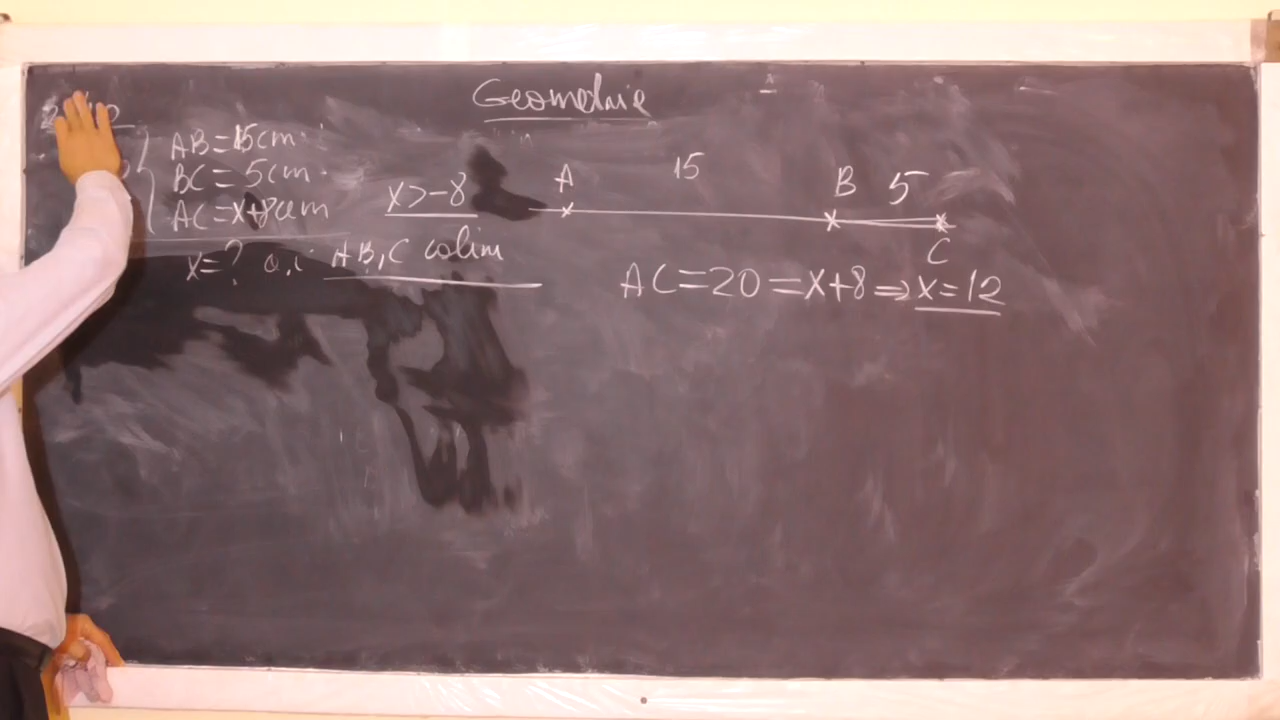 Geometrie
AB=15cm
BC=5cm
AC=x+8cm
x>-8
x=? a.î A,B,C colin
A 15 B 5
C
AC=20=x+8⇒x=12